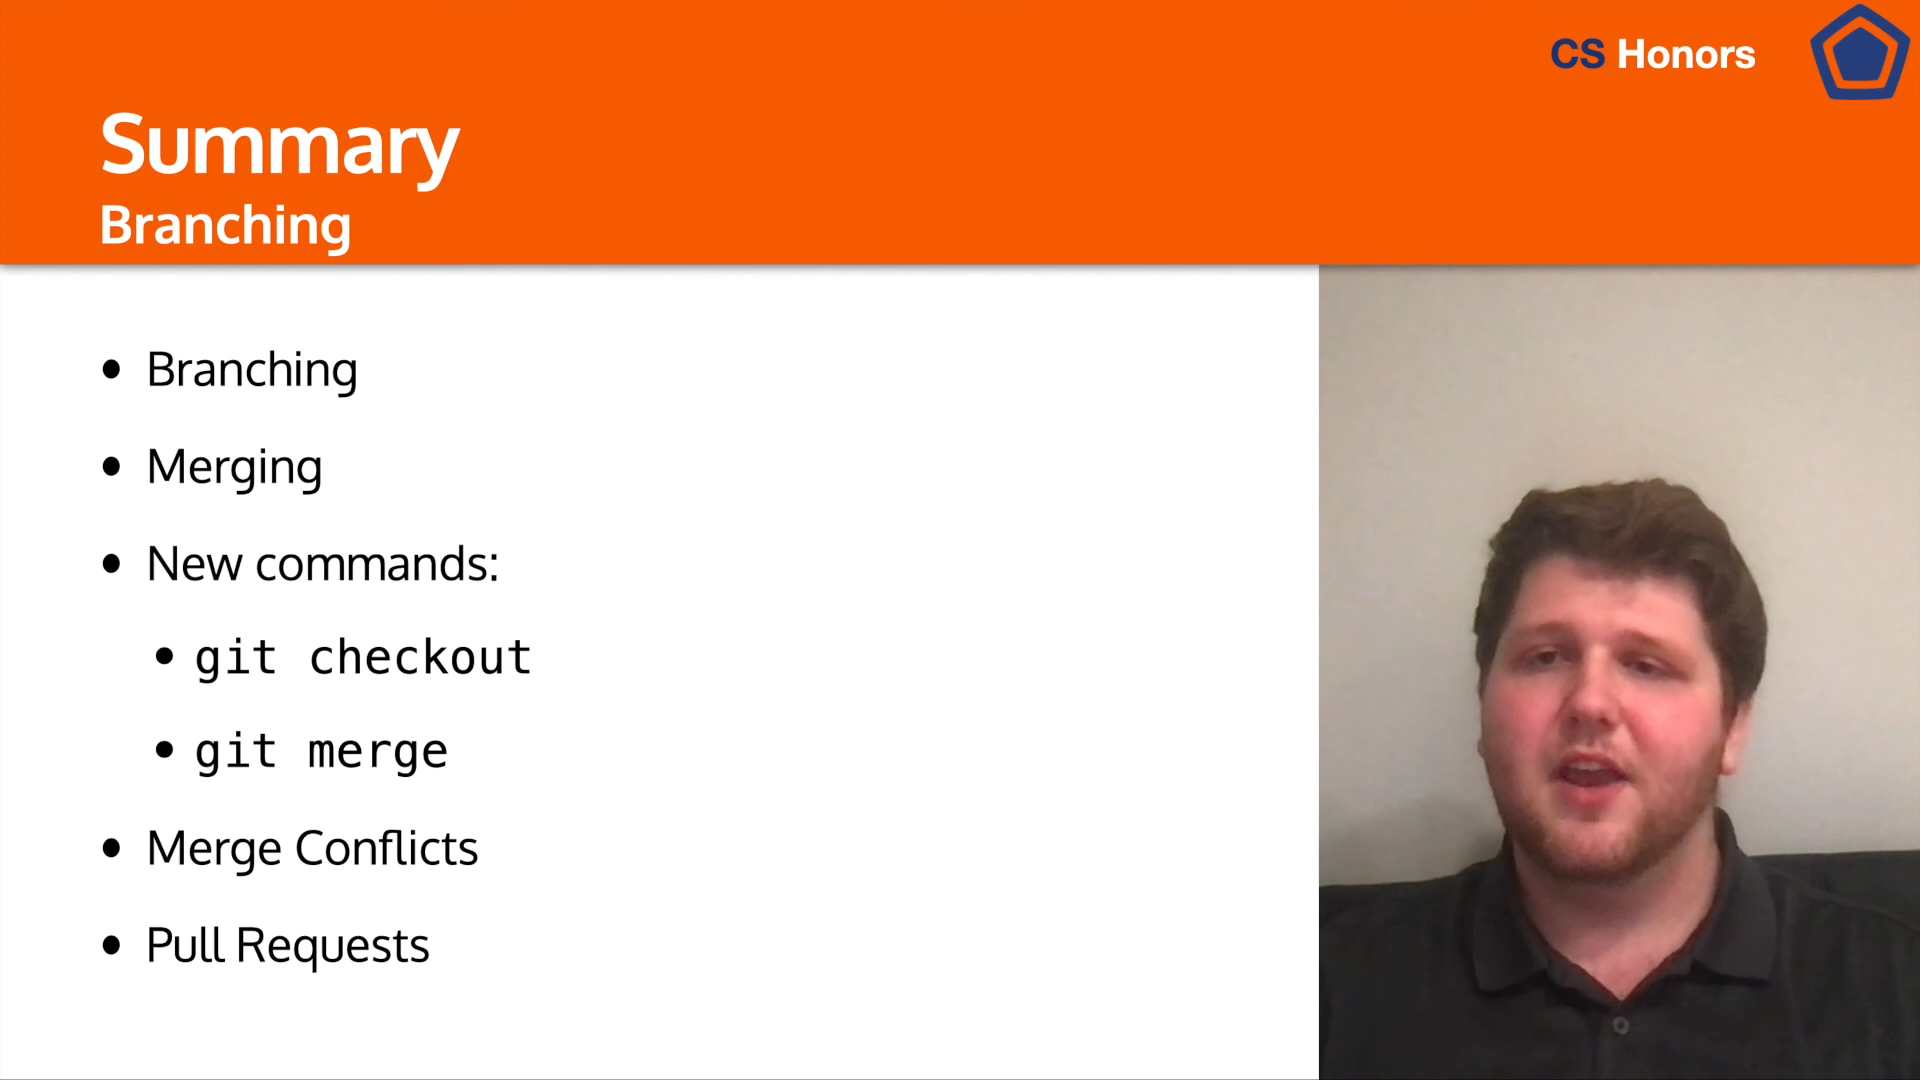 CS Honors
Summary
Branching
• Branching
• Merging
• New commands:
• git checkout
• git merge
• Merge Conflicts
• Pull Requests